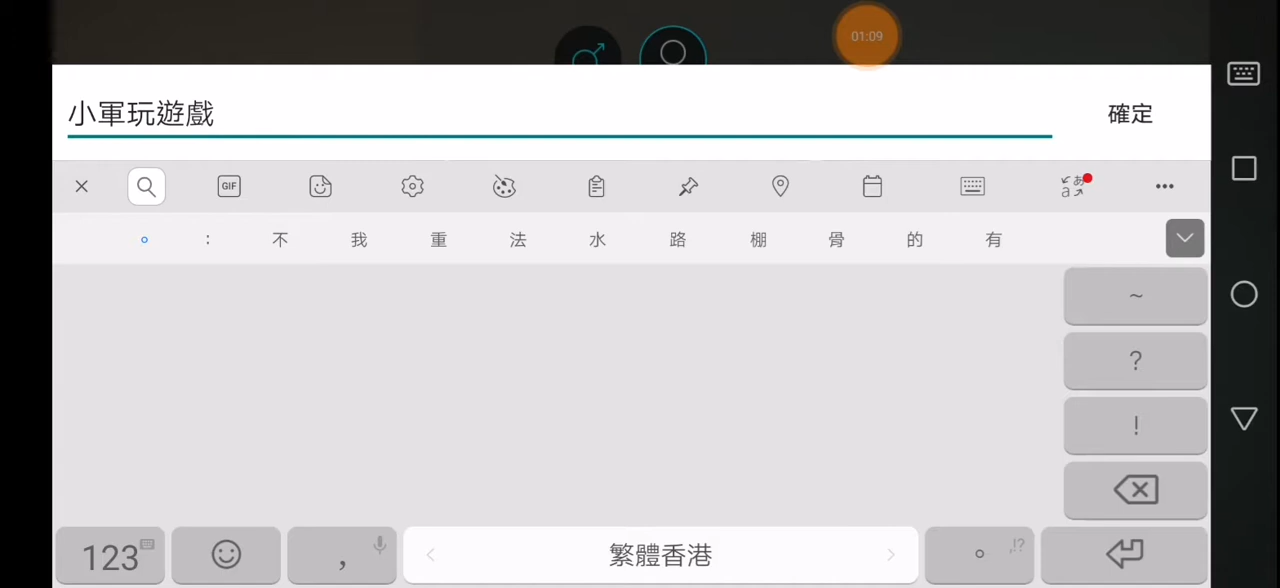 01:09
小軍玩遊戲
確定
GIF
あ
a
。 : 不 我 重 法 水 路 棚 骨 的 有
~
?
!
123 , < 繁體香港 > 。 ,!?